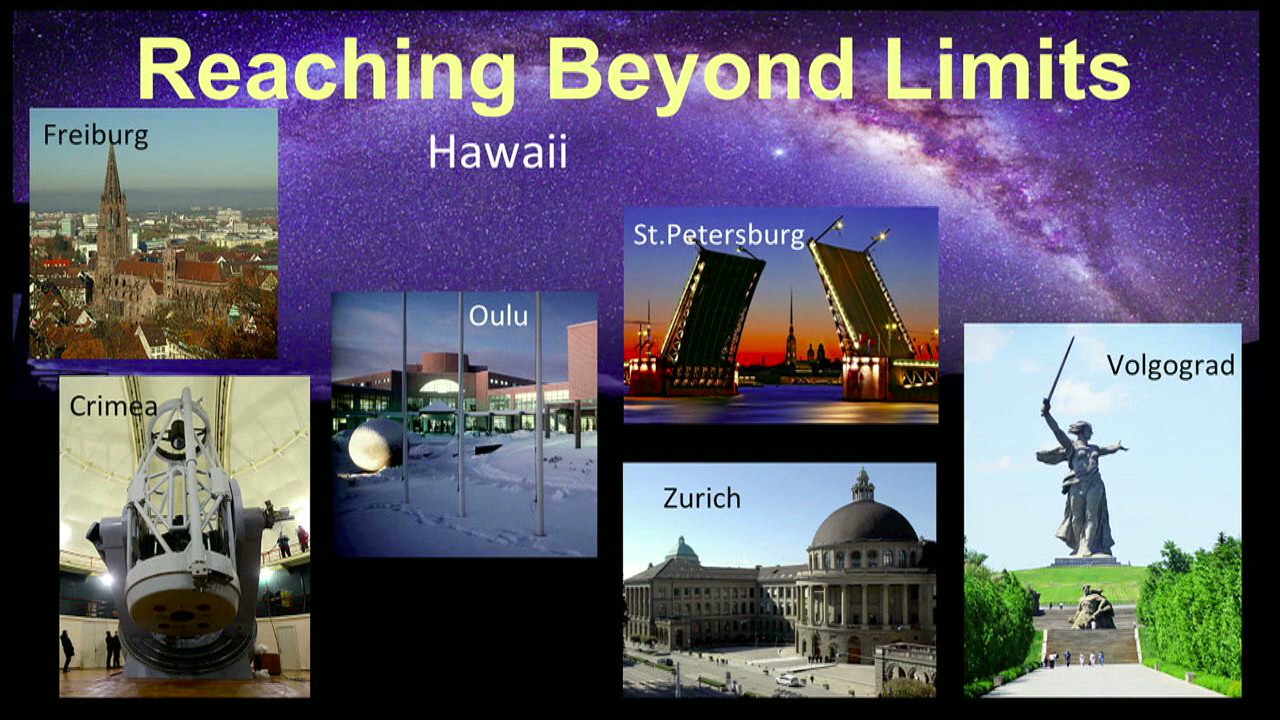 Reaching Beyond Limits
Hawaii
Freiburg
St.Petersburg
Oulu
Volgograd
Crimea
Zurich